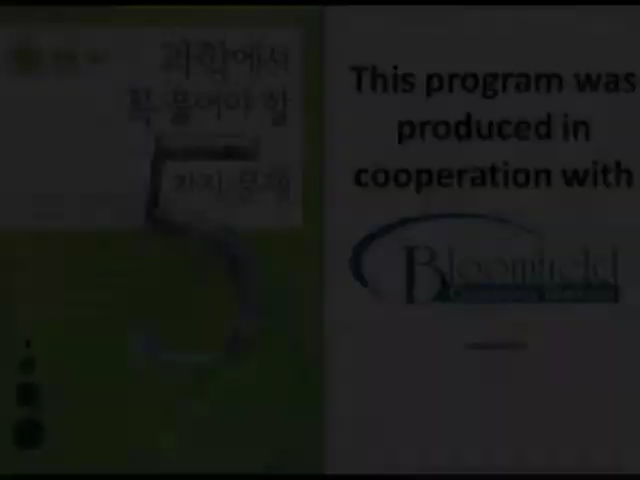 과학에서
꼭 풀어야 할
5
가지 문제
This program was
produced in
cooperation with
Bloomfield